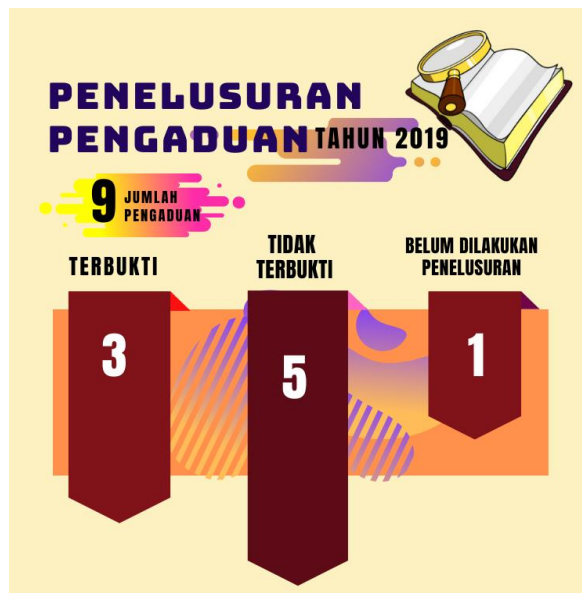 PENELUSURAN
PENGADUAN TAHUN 2019
9 JUMLAH
PENGADUAN
TERBUKTI
TIDAK
TERBUKTI
BELUM DILAKUKAN
PENELUSURAN
3
5
1